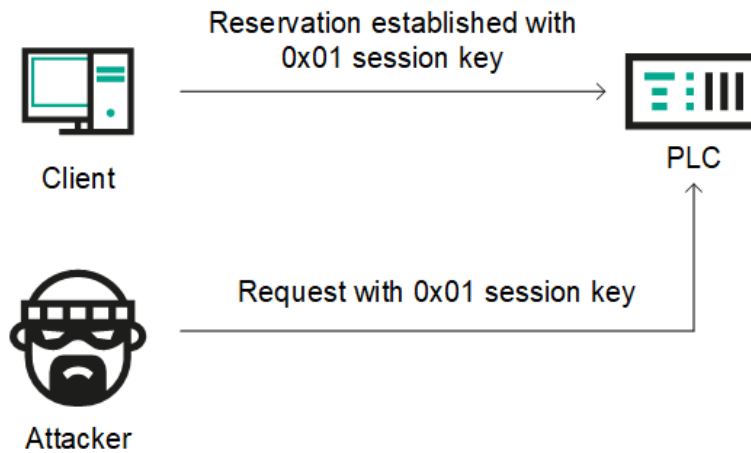 Reservation established with
0x01 session key
Client
PLC
Request with 0x01 session key
Attacker